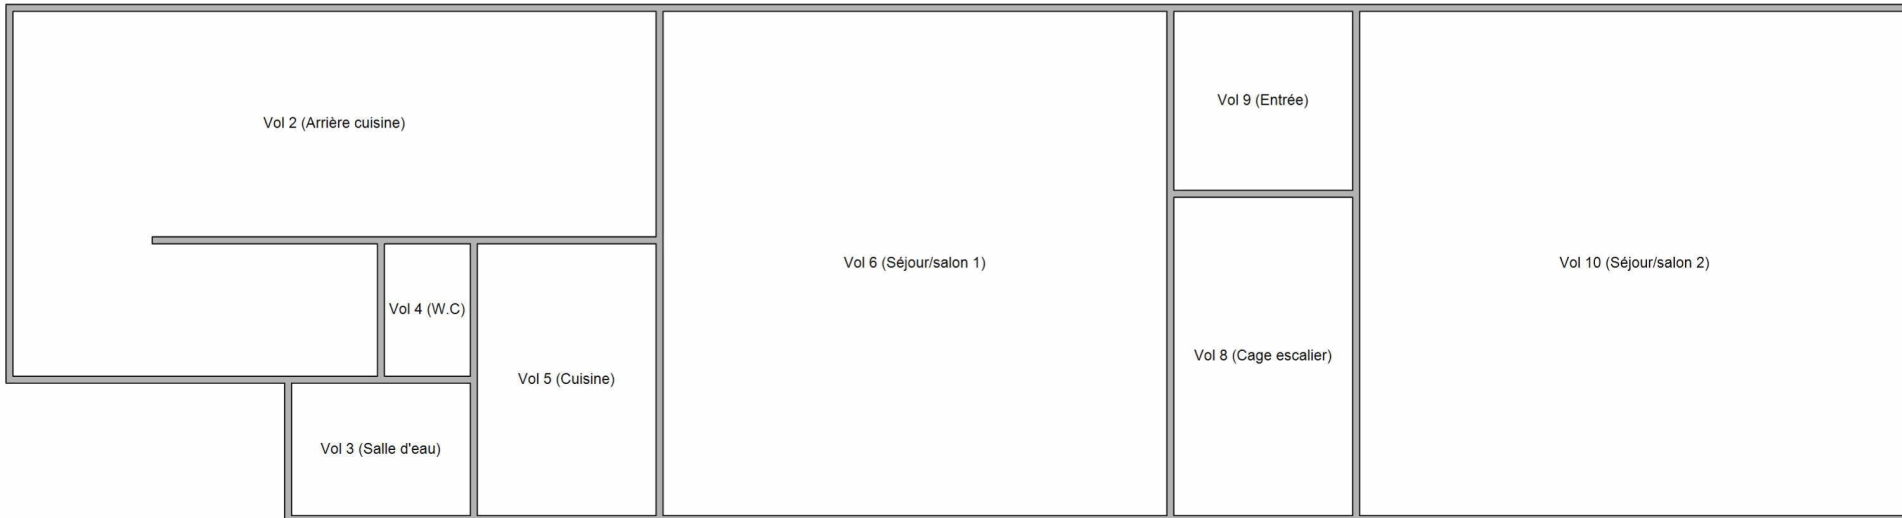 Vol 2 (Arrière cuisine)
Vol 9 (Entrée)
Vol 6 (Séjour/salon 1)
Vol 10 (Séjour/salon 2)
Vol 4 (W.C)
Vol 8 (Cage escalier)
Vol 5 (Cuisine)
Vol 3 (Salle d'eau)